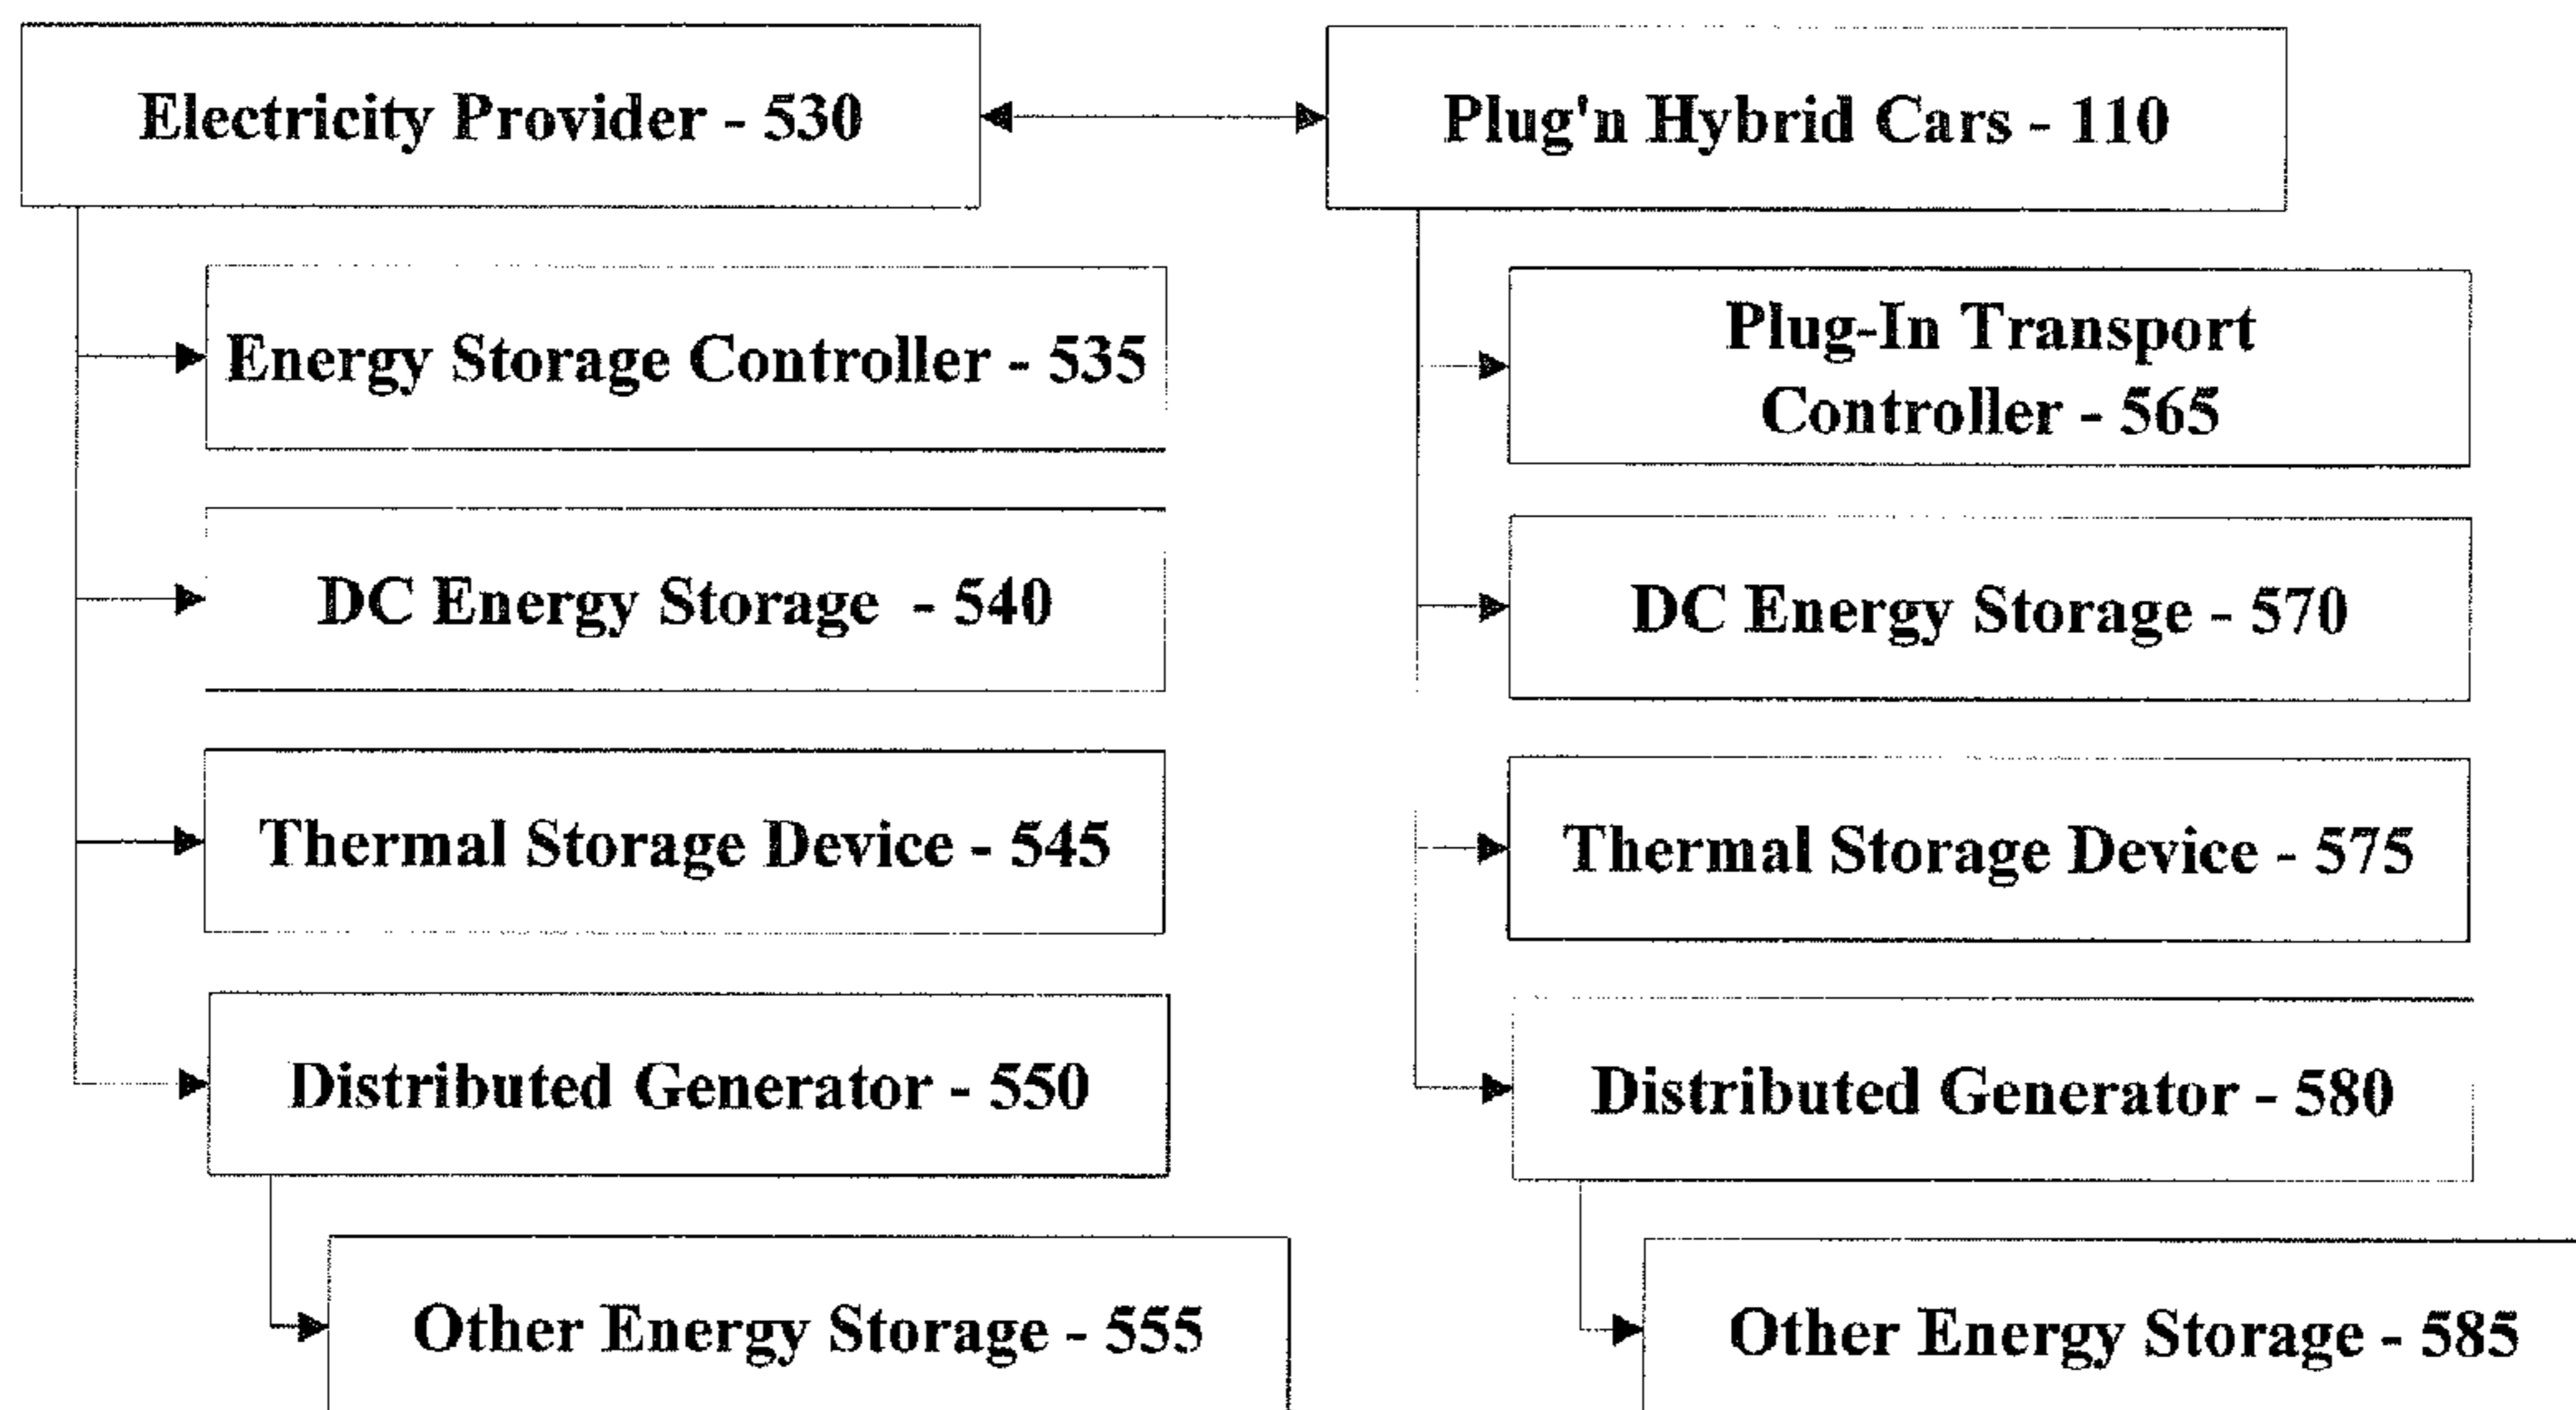 Electricity Provider - 530
Plug'n Hybrid Cars - 110
Energy Storage Controller - 535
Plug-In Transport
Controller - 565
DC Energy Storage - 540
DC Energy Storage - 570
Thermal Storage Device - 545
Thermal Storage Device - 575
Distributed Generator - 550
Distributed Generator - 580
Other Energy Storage - 555
Other Energy Storage - 585